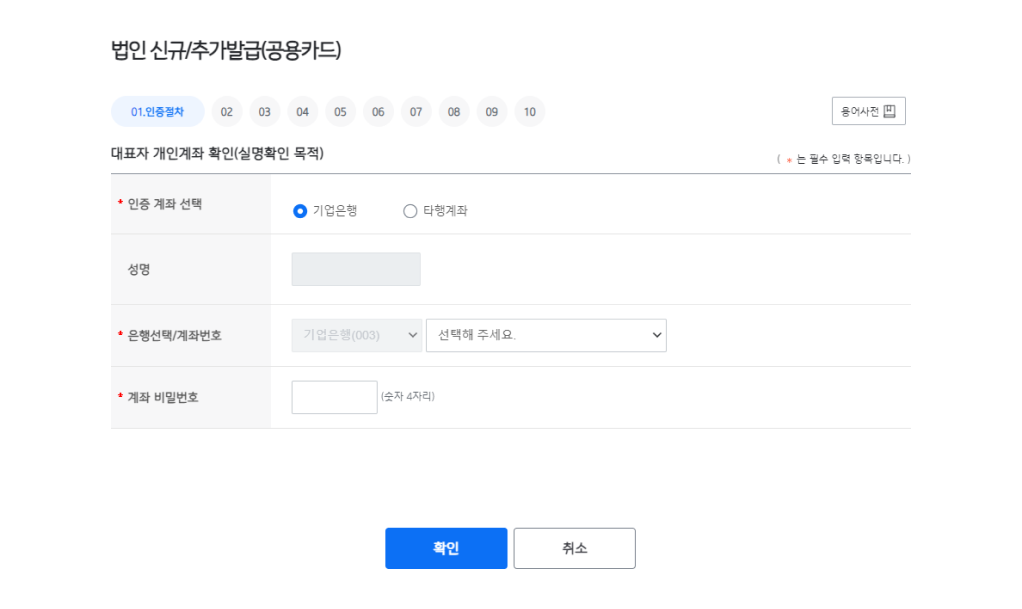 법인 신규/추가발급(공용카드)
01.인증절차 02 03 04 05 06 07 08 09 10 용어사전
대표자 개인계좌 확인(실명확인 목적) ( * 는 필수 입력 항목입니다. )
* 인증 계좌 선택 기업은행 타행계좌
성명
* 은행선택/계좌번호 기업은행(003) 선택해 주세요.
* 계좌 비밀번호 (숫자 4자리)
확인 취소